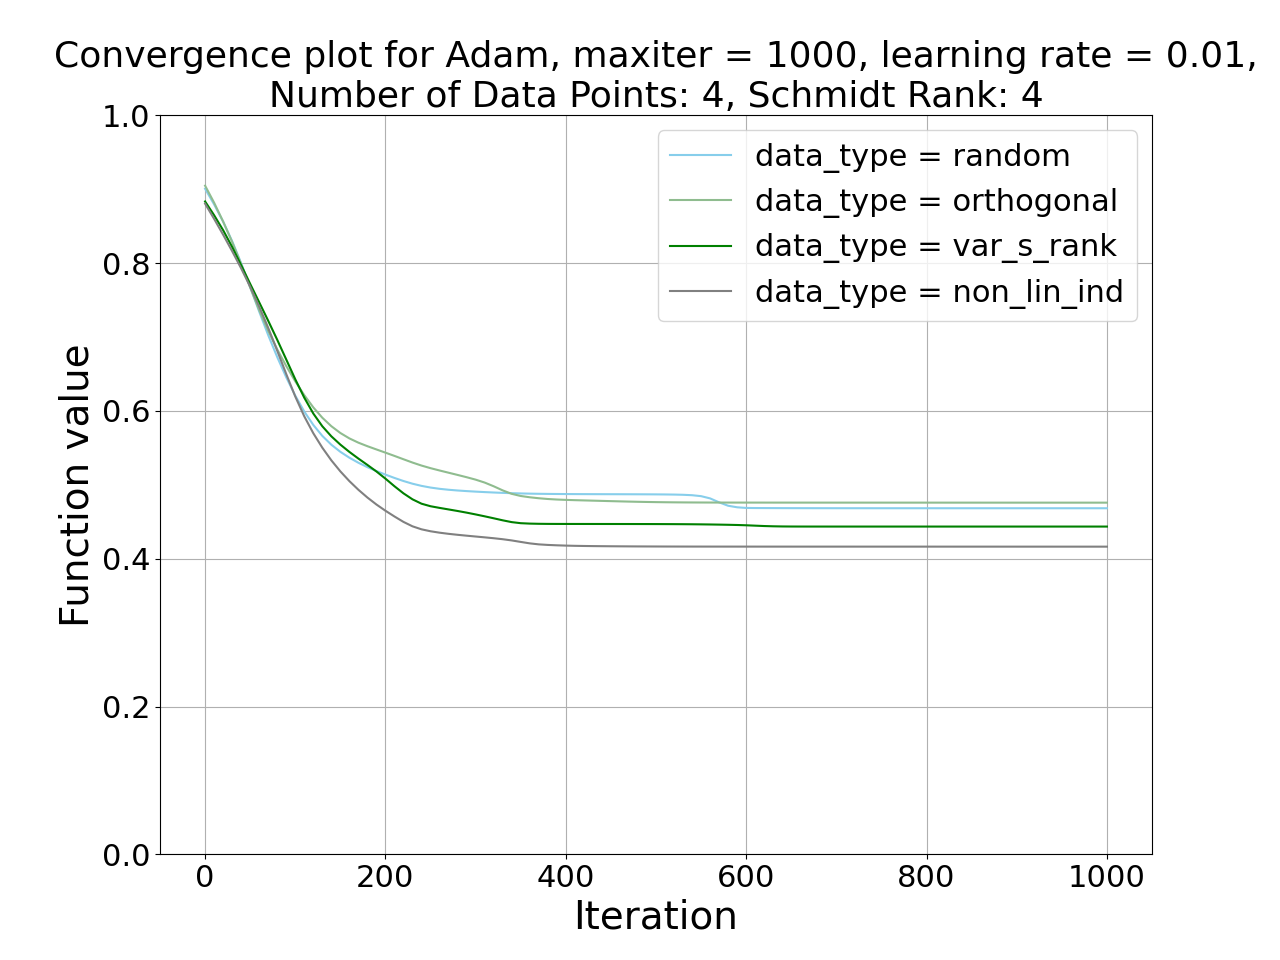 Convergence plot for Adam, maxiter = 1000, learning rate = 0.01,
Number of Data Points: 4, Schmidt Rank: 4
1.0
0.8
0.6
0.4
0.2
0.0
Function value
data_type = random
data_type = orthogonal
data_type = var_s_rank
data_type = non_lin_ind
0 200 400 600 800 1000
Iteration